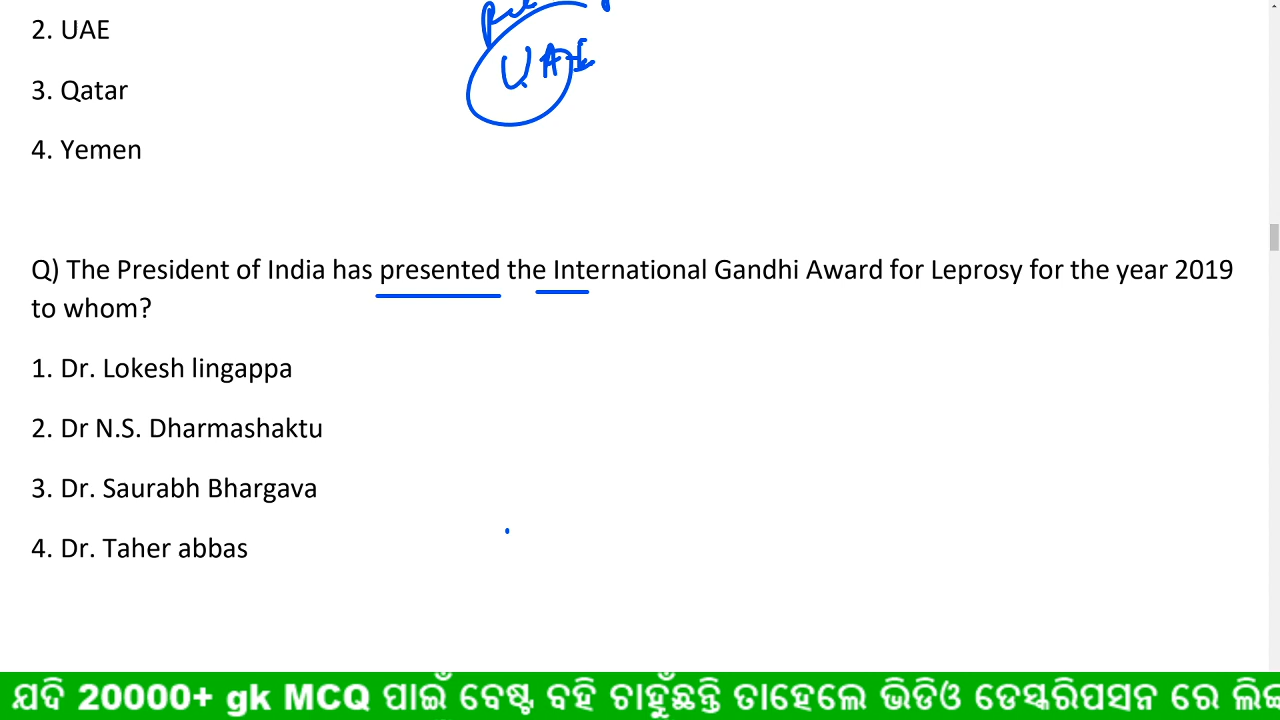 2. UAE
U.AE
3. Qatar
4. Yemen
Q) The President of India has presented the International Gandhi Award for Leprosy for the year 2019
to whom?
1. Dr. Lokesh lingappa
2. Dr N.S. Dharmashaktu
3. Dr. Saurabh Bhargava
4. Dr. Taher abbas
ଯଦି 20000+ gk MCQ ପାଇଁ ବେଷ୍ଟ ବହି ଚାହୁଁଛନ୍ତି ତାହେଲେ ଭିଡିଓ ଡେସ୍କରିପସନ ରେ